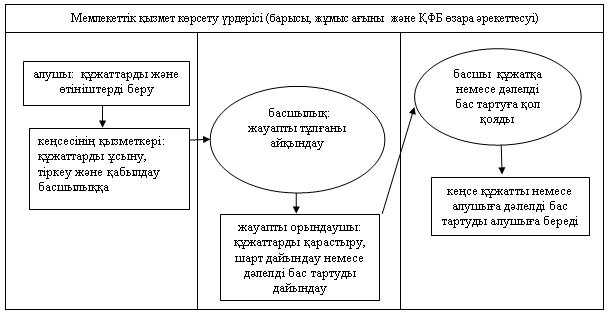 Мемлекеттік қызмет көрсету үрдерісі (барысы, жұмыс ағыны және ҚФБ өзара әрекеттесуі)
алушы: құжаттарды және
өтініштерді беру
кеңсесінің қызметкері:
құжаттарды ұсыну,
тіркеу және қабылдау
басшылыққа
басшылық:
жауапты тұлғаны
айқындау
жауапты орындаушы:
құжаттарды қарастыру,
шарт дайындау немесе
дәлелді бас тартуды
дайындау
басшы құжатқа
немесе дәлелді
бас тартуға қол
қояды
кеңсе құжатты немесе
алушыға дәлелді бас
тартуды алушыға береді